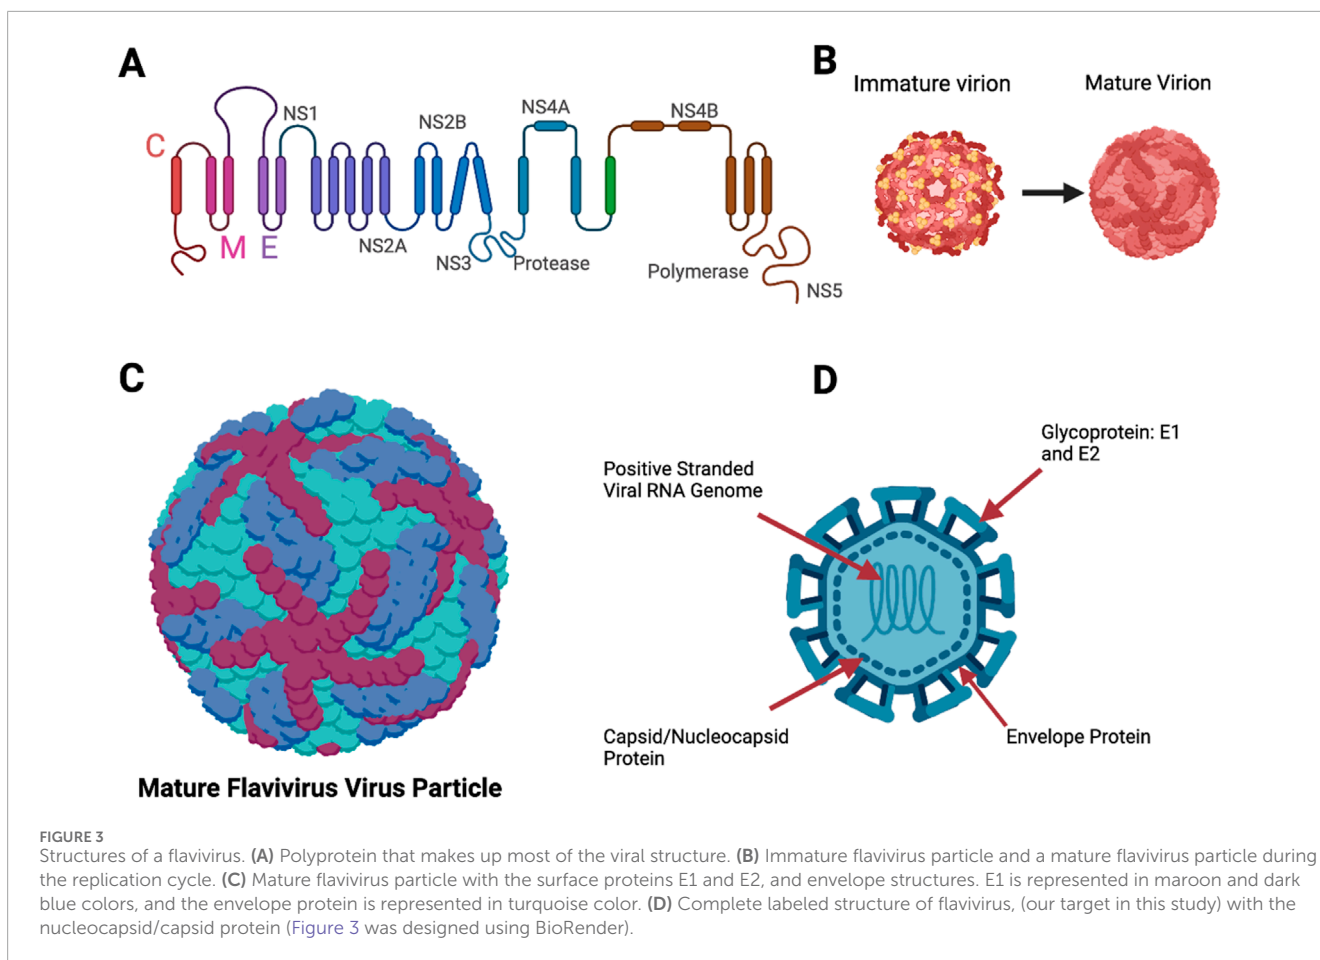 A
C
NS1
M
E
NS2A
NS2B
NS3
Protease
NS4A
NS4B
Polymerase
NS5
B
Immature virion
Mature Virion
C
Mature Flavivirus Virus Particle
D
Positive Stranded
Viral RNA Genome
Glycoprotein: E1
and E2
Capsid/Nucleocapsid
Protein
Envelope Protein
FIGURE 3
Structures of a flavivirus. (A) Polyprotein that makes up most of the viral structure. (B) Immature flavivirus particle and a mature flavivirus particle during
the replication cycle. (C) Mature flavivirus particle with the surface proteins E1 and E2, and envelope structures. E1 is represented in maroon and dark
blue colors, and the envelope protein is represented in turquoise color. (D) Complete labeled structure of flavivirus, (our target in this study) with the
nucleocapsid/capsid protein (Figure 3 was designed using BioRender).